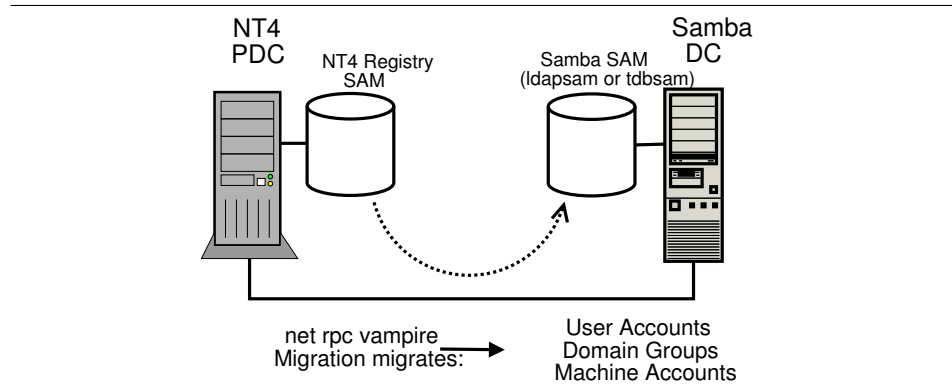 NT4
PDC
NT4 Registry
SAM
Samba SAM
(ldapsam or tdbsam)
Samba
DC
net rpc vampire
Migration migrates:
User Accounts
Domain Groups
Machine Accounts